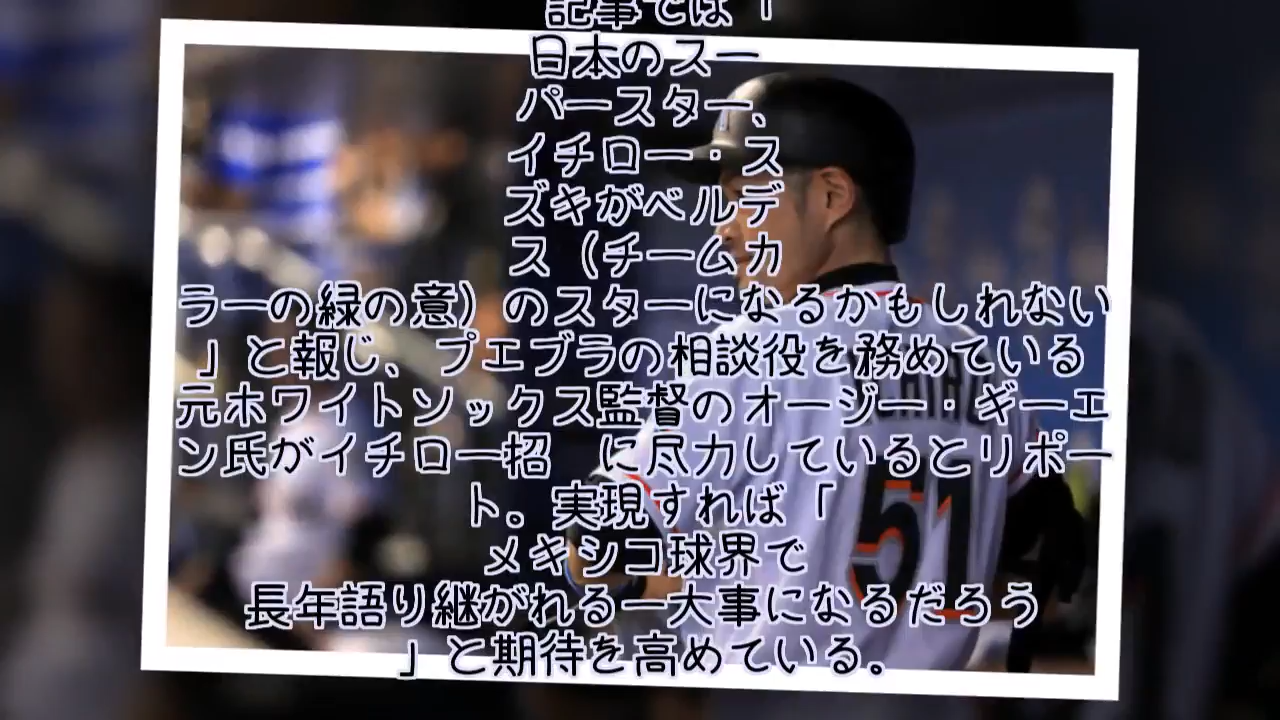 記事では「
日本のスー
パースター、
イチロー・ス
ズキがベルデ
ス（チームカ
ラーの緑の意）のスターになるかもしれない
」と報じ、プエブラの相談役を務めている
元ホワイトソックス監督のオージー・ギーエ
ン氏がイチロー招　に尽力しているとリポー
ト。実現すれば「
メキシコ球界で
長年語り継がれる一大事になるだろう
」と期待を高めている。
51